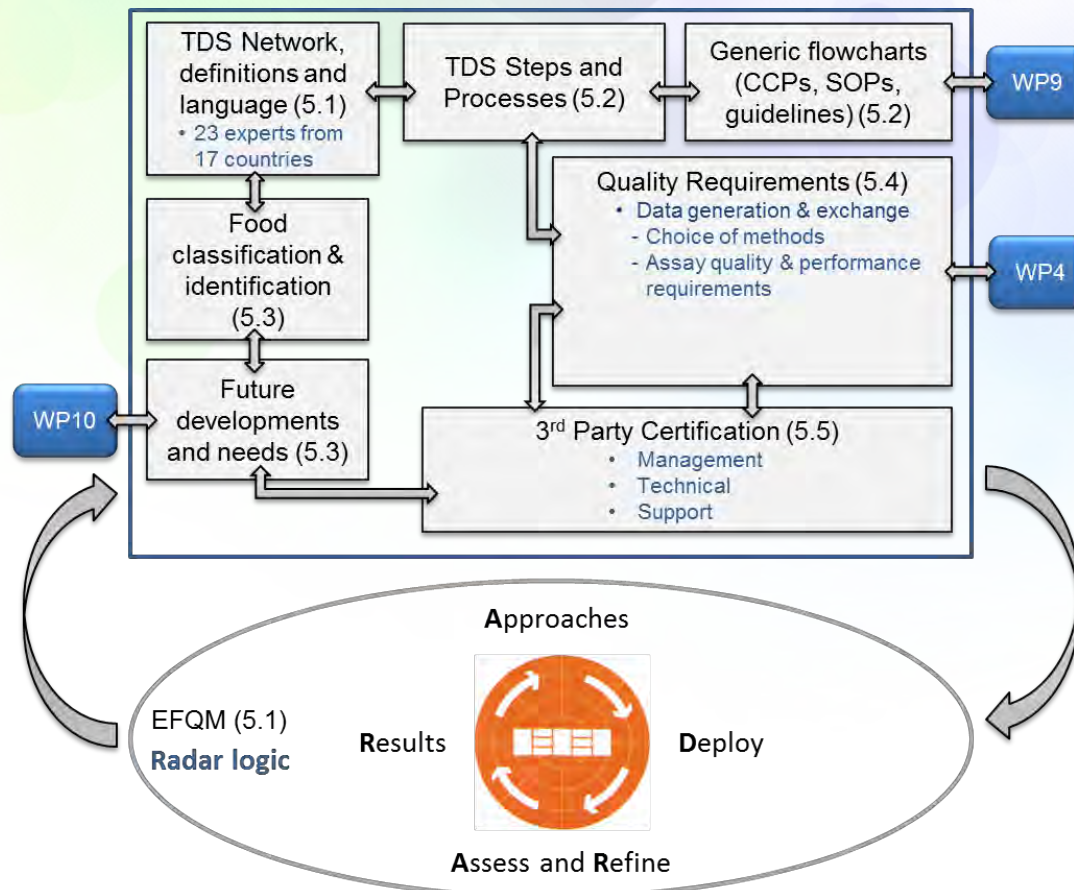 TDS Network,
definitions and
language (5.1)
• 23 experts from
17 countries
TDS Steps and
Processes (5.2)
Generic flowcharts
(CCPs, SOPs,
guidelines) (5.2)
WP9
Quality Requirements (5.4)
• Data generation & exchange
- Choice of methods
- Assay quality & performance
requirements
WP4
Food
classification &
identification
(5.3)
WP10
Future
developments
and needs (5.3)
3rd Party Certification (5.5)
• Management
• Technical
• Support
Approaches
EFQM (5.1)
Radar logic
Results
Deploy
Assess and Refine